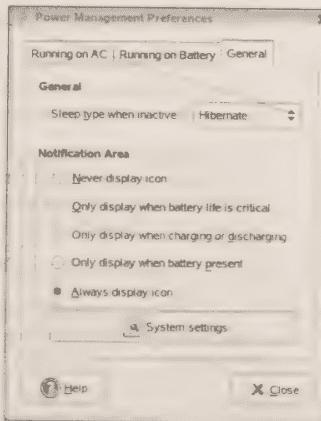 Power Management Preferences
Running on AC Running on Battery General
General
Sleep type when inactive Hibernate
Notification Area
Never display icon
Only display when battery life is critical
Only display when charging or discharging
Only display when battery present
Always display icon
System settings
Help Close